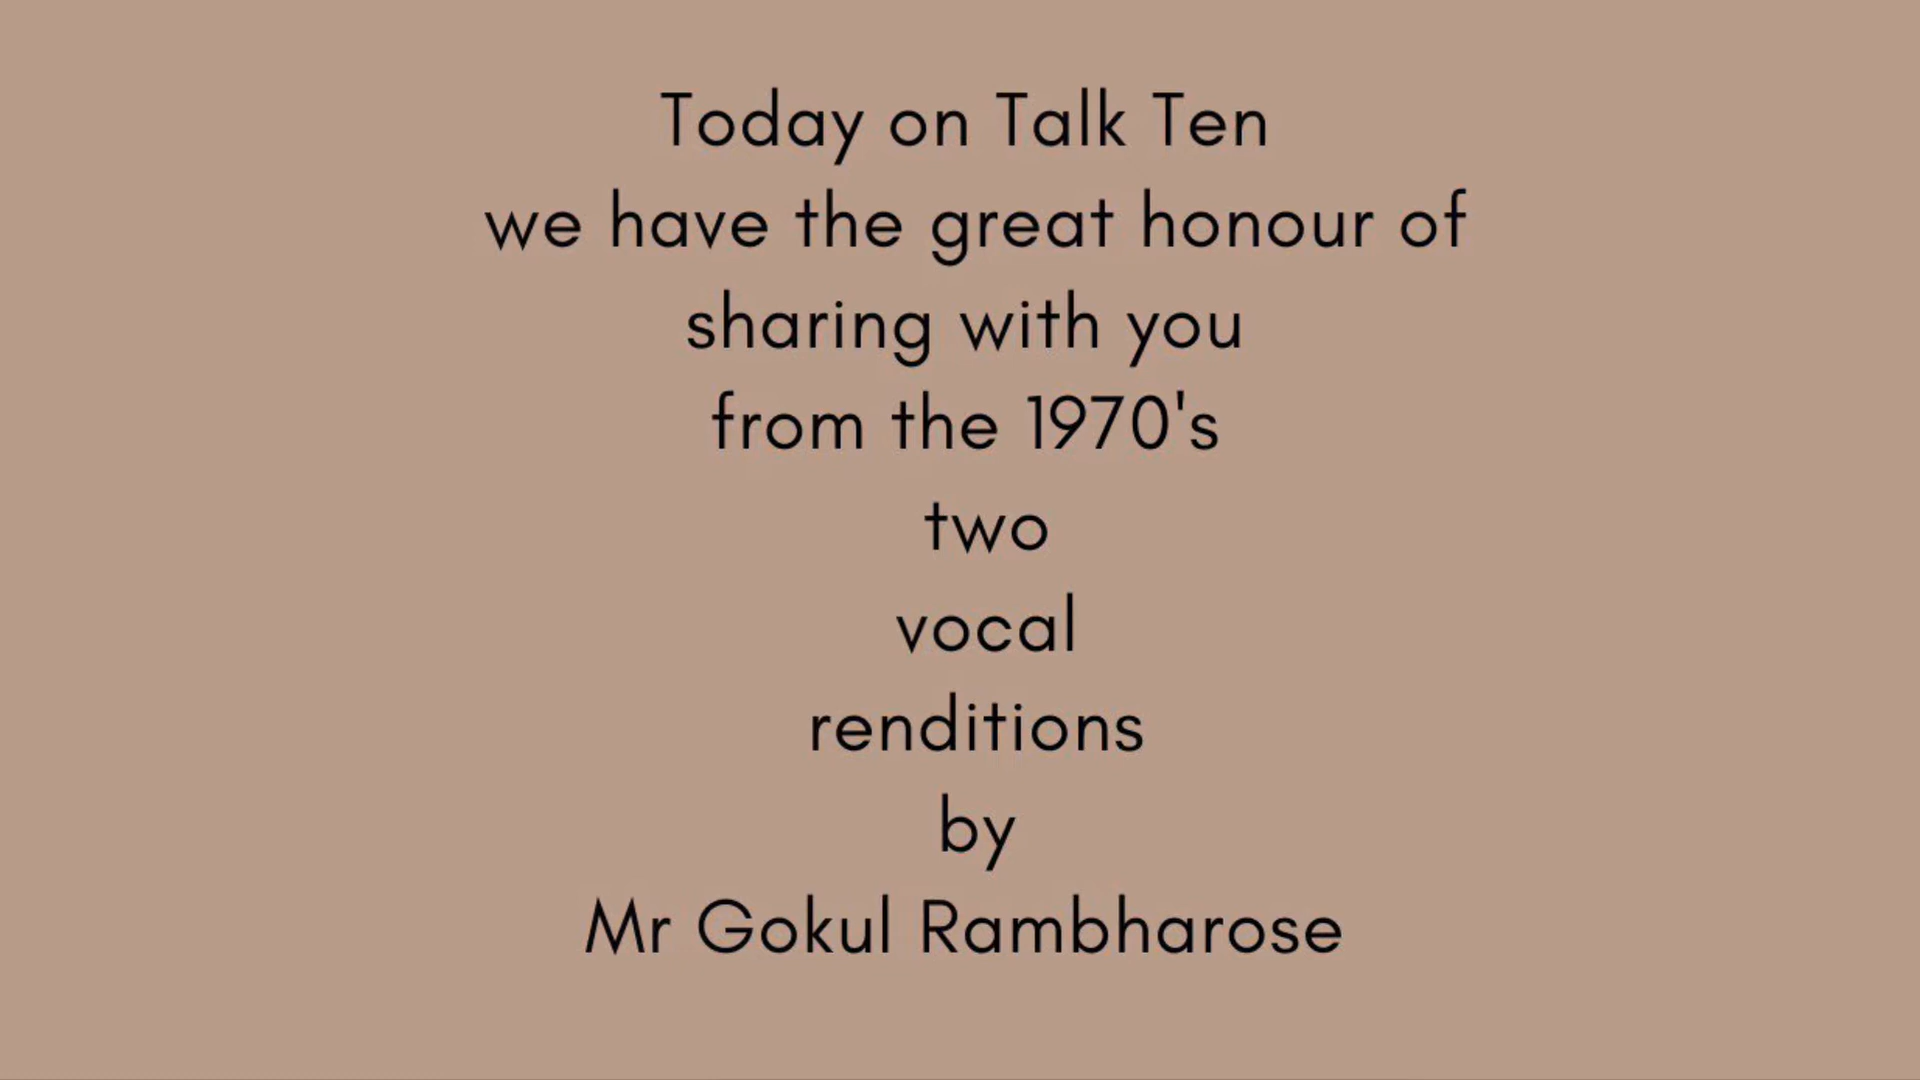 Today on Talk Ten
we have the great honour of
sharing with you
from the 1970's
two
vocal
renditions
by
Mr Gokul Rambharose